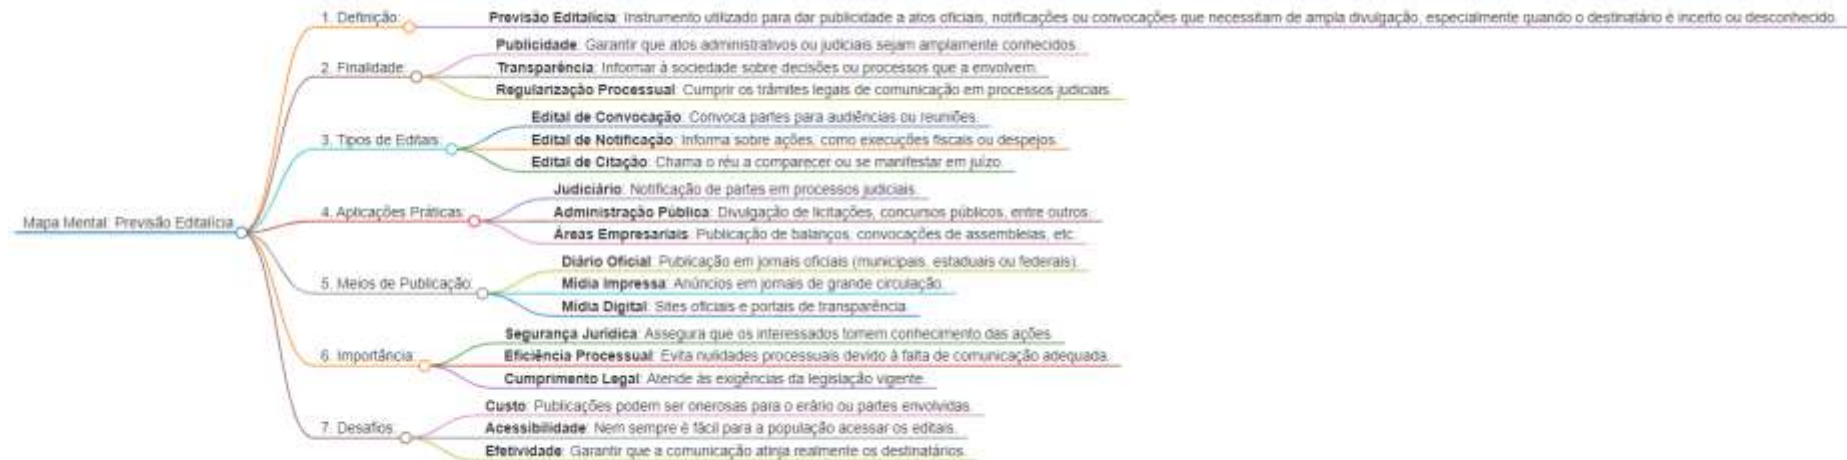 Mapa Mental: Previsão Editalícia
1. Definição:
Previsão Editalícia: Instrumento utilizado para dar publicidade a atos oficiais, notificações ou convocações que necessitam de ampla divulgação, especialmente quando o destinatário é incerto ou desconhecido.
2. Finalidade:
Publicidade: Garantir que atos administrativos ou judiciais sejam amplamente conhecidos.
Transparência: Informar à sociedade sobre decisões ou processos que a envolvem.
Regularização Processual: Cumprir os trâmites legais de comunicação em processos judiciais.
3. Tipos de Editais:
Edital de Convocação: Convoca partes para audiências ou reuniões.
Edital de Notificação: Informa sobre ações, como execuções fiscais ou despejos.
Edital de Citação: Chama o réu a comparecer ou se manifestar em juízo.
4. Aplicações Práticas:
Judiciário: Notificação de partes em processos judiciais.
Administração Pública: Divulgação de licitações, concursos públicos, entre outros.
Áreas Empresariais: Publicação de balanços, convocações de assembleias, etc.
5. Meios de Publicação:
Diário Oficial: Publicação em jornais oficiais (municipais, estaduais ou federais).
Mídia Impressa: Anúncios em jornais de grande circulação.
Mídia Digital: Sites oficiais e portais de transparência.
6. Importância:
Segurança Jurídica: Assegura que os interessados tomem conhecimento das ações.
Eficiência Processual: Evita nulidades processuais devido à falta de comunicação adequada.
Cumprimento Legal: Atende às exigências da legislação vigente.
7. Desafios:
Custo: Publicações podem ser onerosas para o erário ou partes envolvidas.
Acessibilidade: Nem sempre é fácil para a população acessar os editais.
Efetividade: Garantir que a comunicação atinja realmente os destinatários.